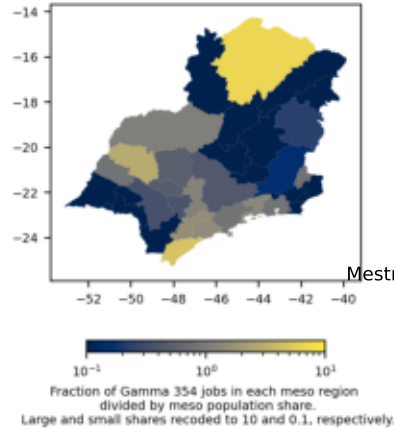 −14
−16
−18
−20
−22
−24
−52 −50 −48 −46 −44 −42 −40
Mestr
10⁻¹ 10⁰ 10¹
Fraction of Gamma 354 jobs in each meso region
divided by meso population share.
Large and small shares recoded to 10 and 0.1, respectively.